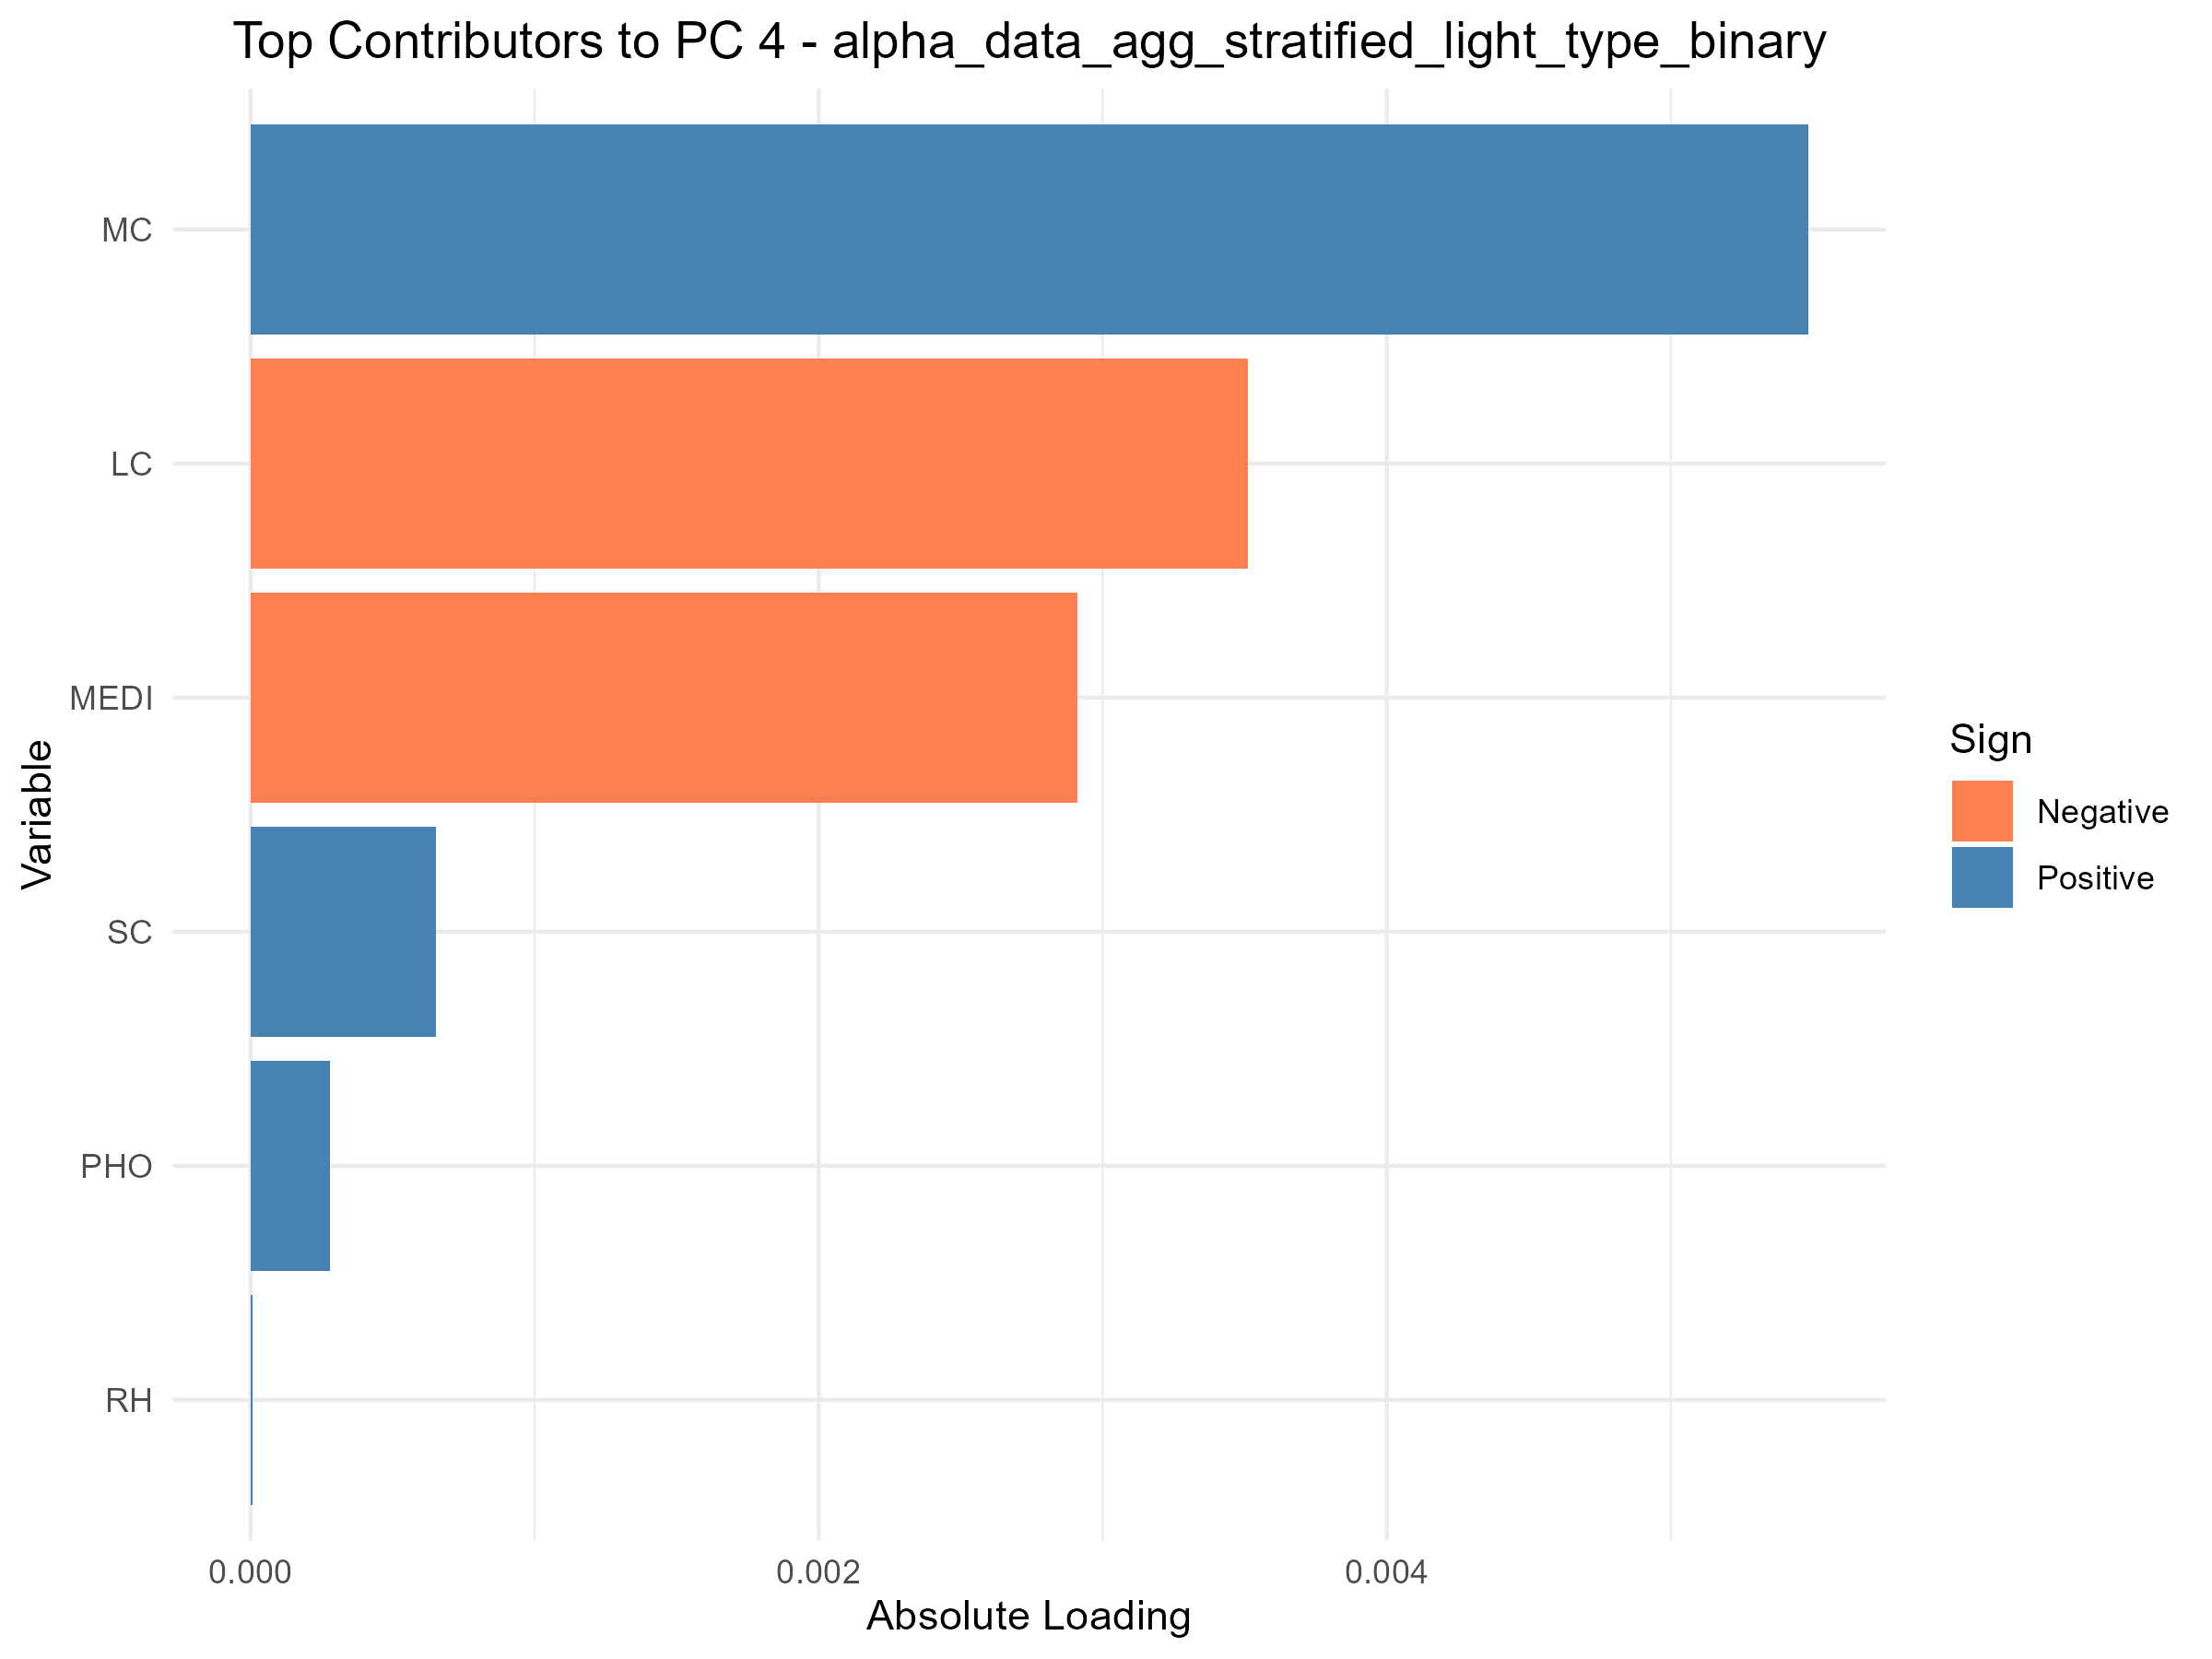 Top Contributors to PC 4 - alpha_data_agg_stratified_light_type_binary
MC
LC
MEDI
SC
PHO
RH
Variable
0.000
0.002
0.004
Absolute Loading
Sign
Negative
Positive